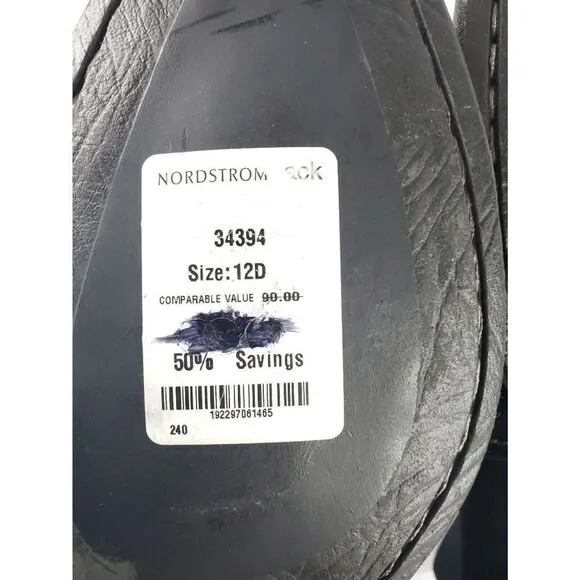 NORDSTROM
34394
Size:12D
COMPARABLE VALUE 90.00
50% Savings
192297061465
240